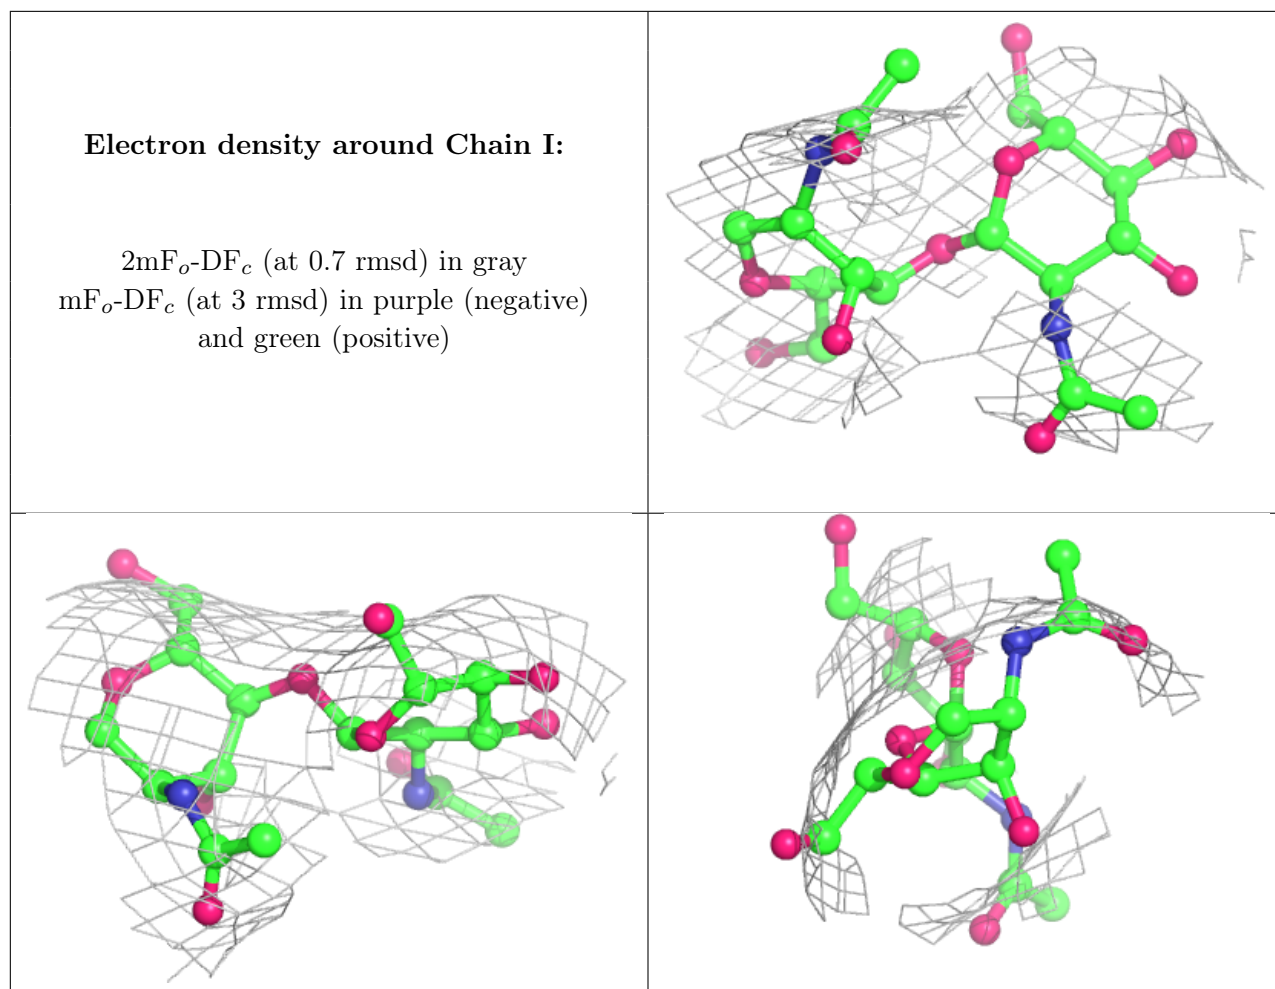 Electron density around Chain I:
2mFo-DFc (at 0.7 rmsd) in gray
mFo-DFc (at 3 rmsd) in purple (negative)
and green (positive)